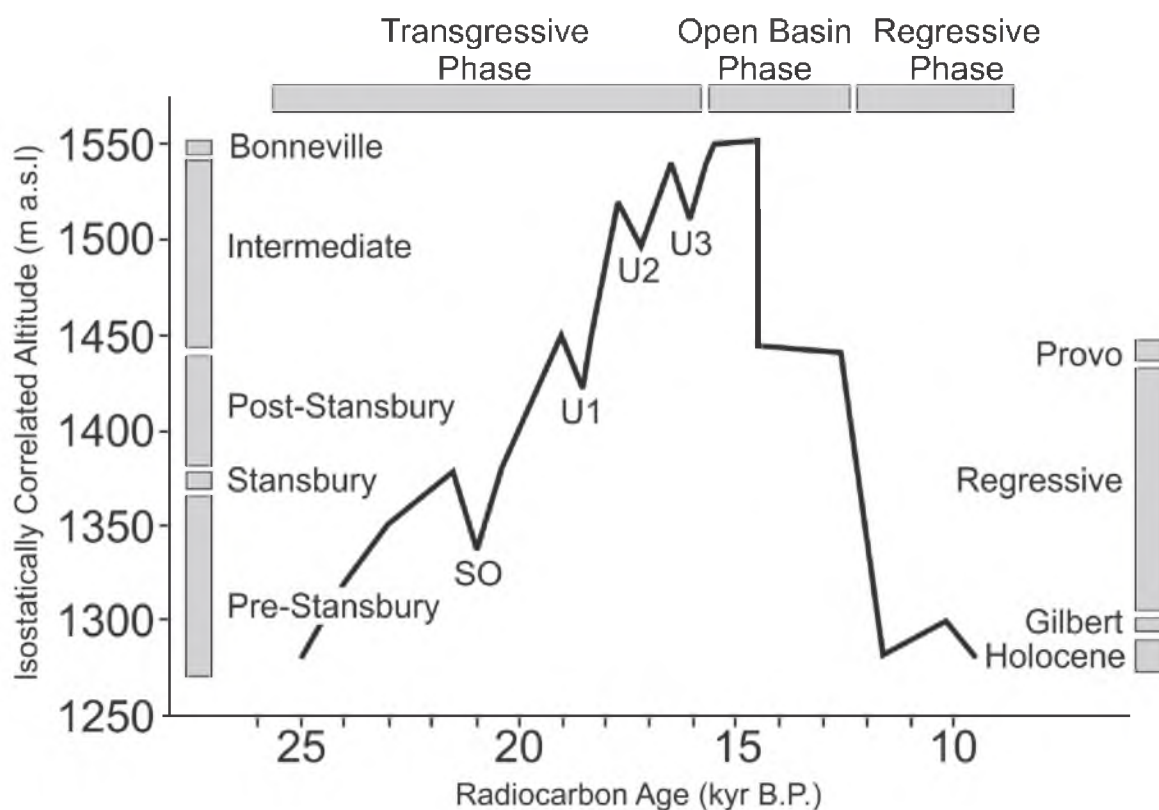 Transgressive
Phase
Open Basin
Phase
Regressive
Phase
Isostatically Correlated Altitude (m a.s.l)
1550
1500
1450
1400
1350
1300
1250
Bonneville
Intermediate
Post-Stansbury
Stansbury
Pre-Stansbury
SO
U1
U2
U3
Provo
Regressive
Gilbert
Holocene
25
20
15
10
Radiocarbon Age (kyr B.P.)